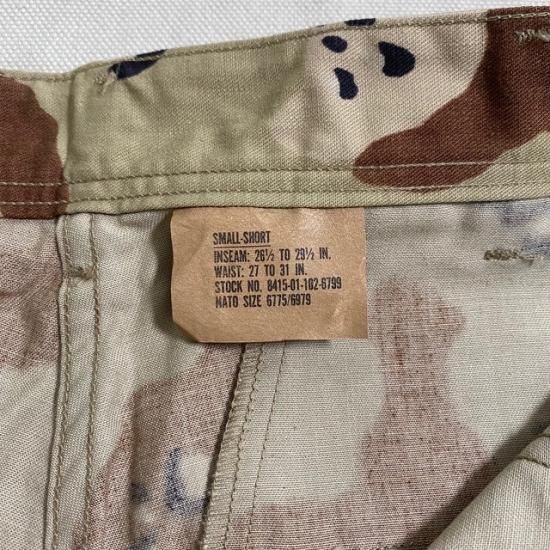 SMALL-SHORT
INSEAM: 26½ TO 29½ IN.
WAIST: 27 TO 31 IN.
STOCK NO. 8415-01-102-6799
NATO SIZE 6775/6979